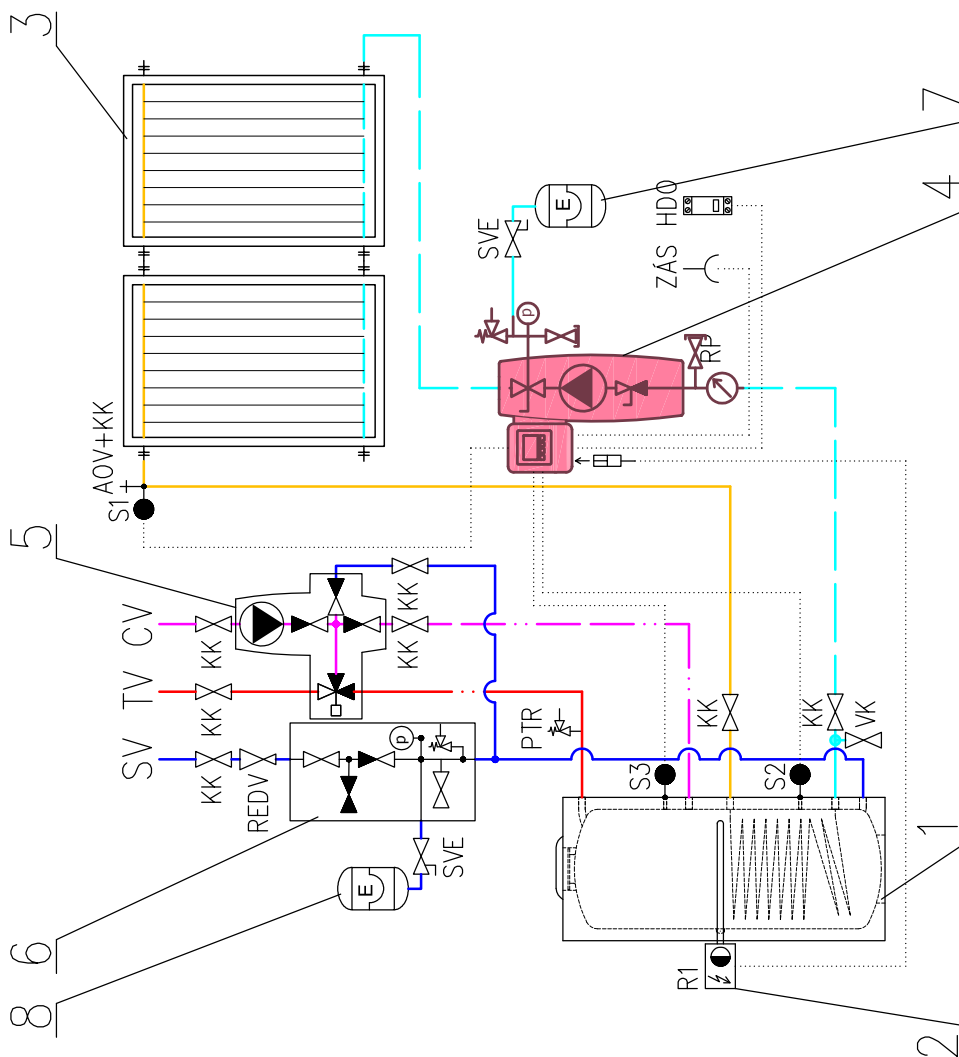 3
7
4
HDO
ZÁS
SVE
E
p
RP
AOV+KK
S1
5
CV
TV
SV
KK
KK
KK
KK
KK
REDV
p
SVE
E
6
8
PTR
KK
KK
VK
S3
S2
1
R1
2